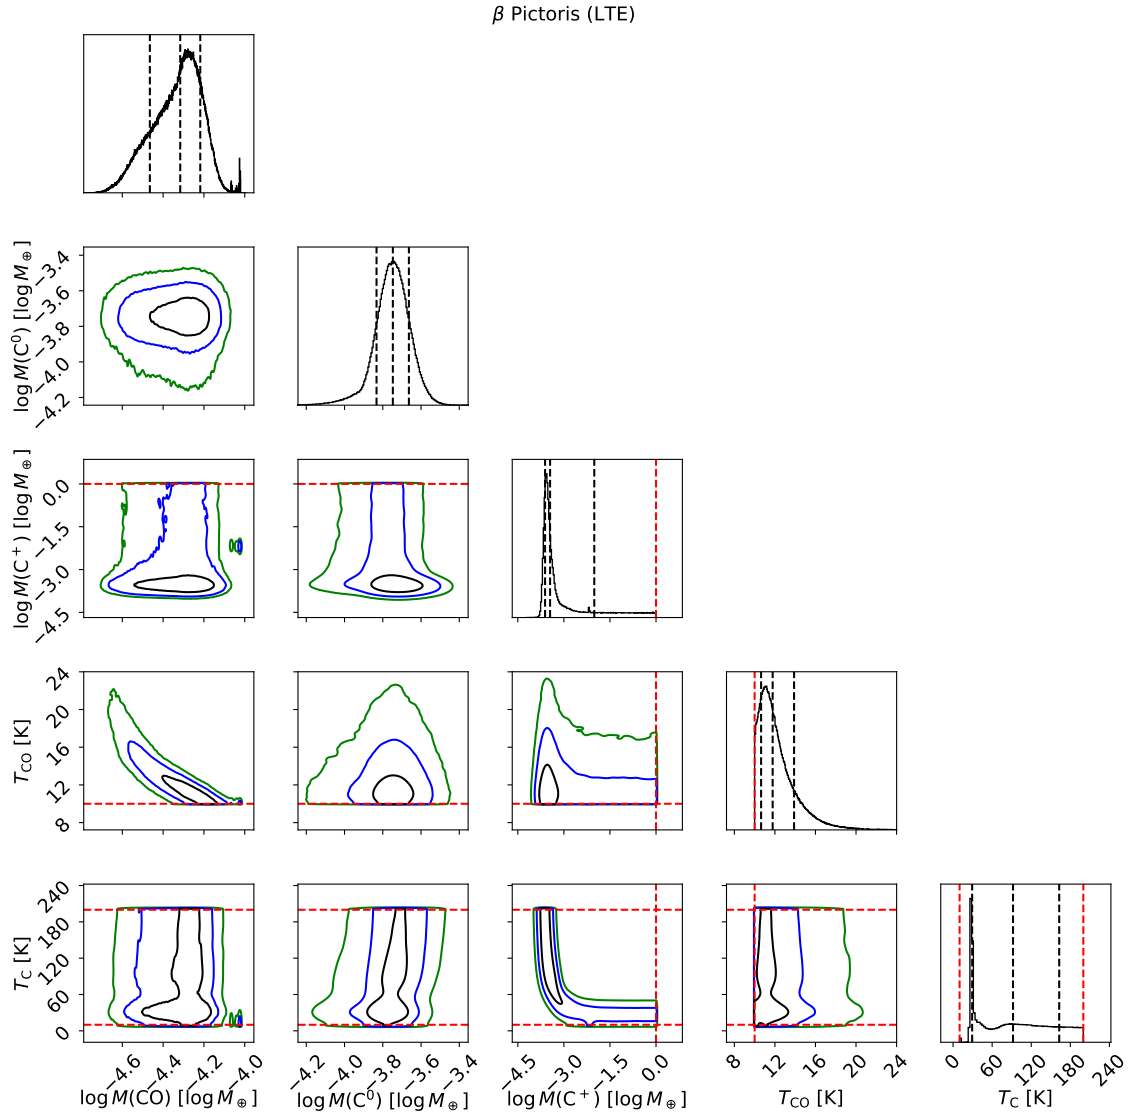 β Pictoris (LTE)
log M(C⁰) [log M⊕]
−3.4
−3.6
−3.8
−4.0
−4.2
log M(C⁺) [log M⊕]
0.0
−1.5
−3.0
−4.5
T_CO [K]
24
20
16
12
8
T_C [K]
240
180
120
60
0
−4.6 −4.4 −4.2 −4.0
−4.2 −4.0 −3.8 −3.6 −3.4
−4.5 −3.0 −1.5 0.0
8 12 16 20 24
0 60 120 180 240
log M(CO) [log M⊕]
log M(C⁰) [log M⊕]
log M(C⁺) [log M⊕]
T_CO [K]
T_C [K]